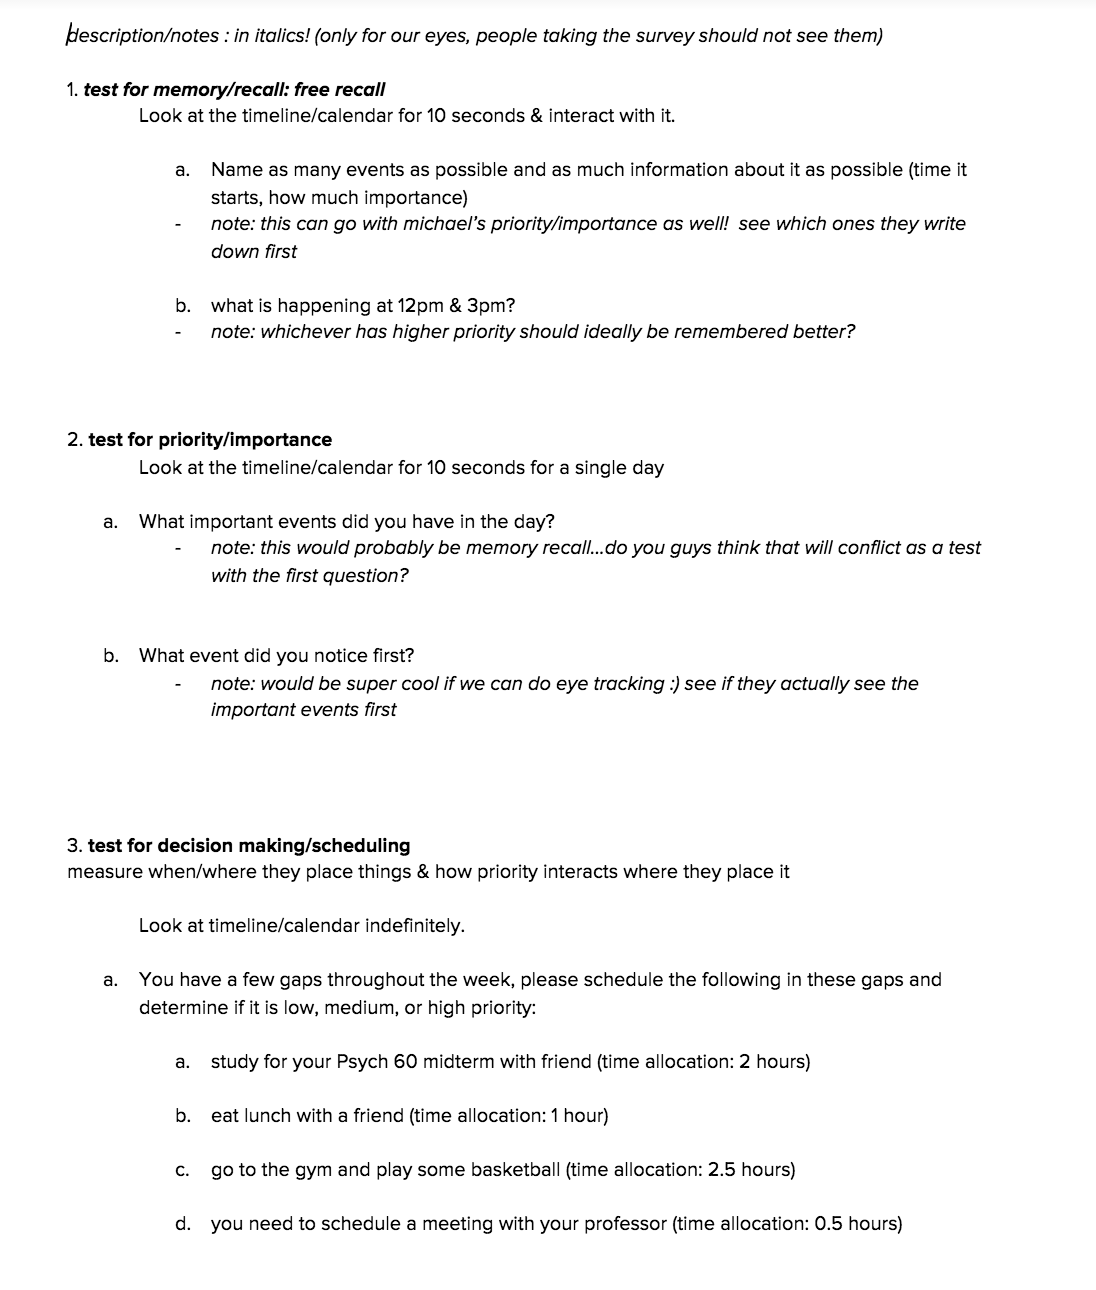 description/notes : in italics! (only for our eyes, people taking the survey should not see them)
1. test for memory/recall: free recall
Look at the timeline/calendar for 10 seconds & interact with it.
a. Name as many events as possible and as much information about it as possible (time it
starts, how much importance)
- note: this can go with michael's priority/importance as well! see which ones they write
down first
b. what is happening at 12pm & 3pm?
- note: whichever has higher priority should ideally be remembered better?
2. test for priority/importance
Look at the timeline/calendar for 10 seconds for a single day
a. What important events did you have in the day?
- note: this would probably be memory recall...do you guys think that will conflict as a test
with the first question?
b. What event did you notice first?
- note: would be super cool if we can do eye tracking :) see if they actually see the
important events first
3. test for decision making/scheduling
measure when/where they place things & how priority interacts where they place it
Look at timeline/calendar indefinitely.
a. You have a few gaps throughout the week, please schedule the following in these gaps and
determine if it is low, medium, or high priority:
a. study for your Psych 60 midterm with friend (time allocation: 2 hours)
b. eat lunch with a friend (time allocation: 1 hour)
c. go to the gym and play some basketball (time allocation: 2.5 hours)
d. you need to schedule a meeting with your professor (time allocation: 0.5 hours)